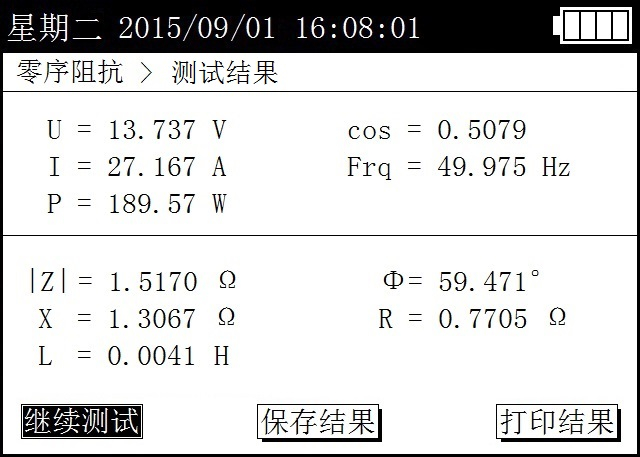 星期二 2015/09/01 16:08:01
零序阻抗 > 测试结果
U = 13.737 V cos = 0.5079
I = 27.167 A Frq = 49.975 Hz
P = 189.57 W
|Z| = 1.5170 Ω Φ= 59.471°
X = 1.3067 Ω R = 0.7705 Ω
L = 0.0041 H
继续测试 保存结果 打印结果